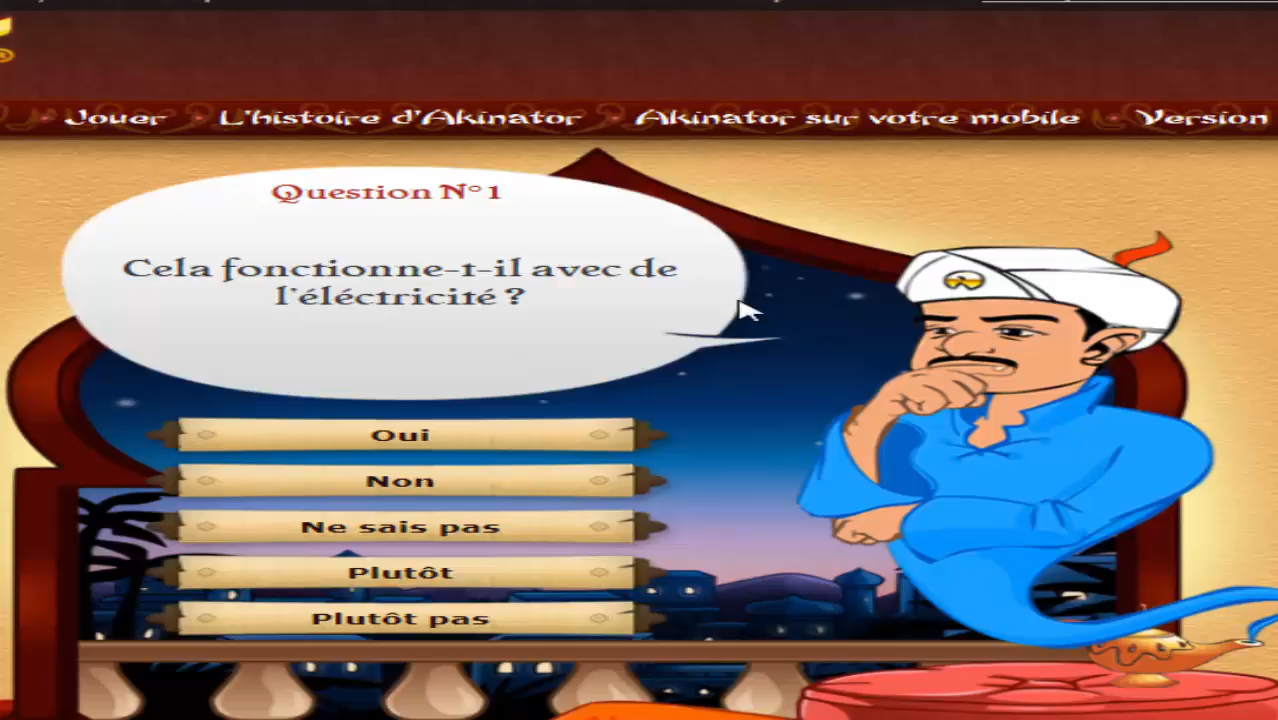 Jouer L'histoire d'Akinator Akinator sur votre mobile Version
Question N° 1
Cela fonctionne-t-il avec de
l'éléctricité ?
Oui
Non
Ne sais pas
Plutôt
Plutôt pas